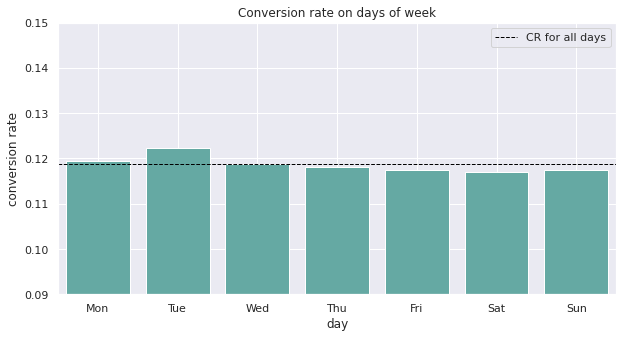 Conversion rate on days of week
CR for all days
conversion rate
0.15
0.14
0.13
0.12
0.11
0.10
0.09
Mon Tue Wed Thu Fri Sat Sun
day